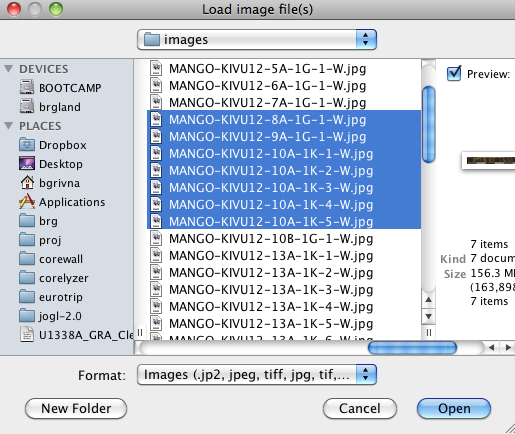 Load image file(s)
images
DEVICES
BOOTCAMP
brgland
PLACES
Dropbox
Desktop
bgrivna
Applications
brg
proj
corewall
corelyzer
eurotrip
jogl-2.0
U1338A_GRA_Cle
MANGO-KIVU12-5A-1G-1-W.jpg
MANGO-KIVU12-6A-1G-1-W.jpg
MANGO-KIVU12-7A-1G-1-W.jpg
MANGO-KIVU12-8A-1G-1-W.jpg
MANGO-KIVU12-9A-1G-1-W.jpg
MANGO-KIVU12-10A-1K-1-W.jpg
MANGO-KIVU12-10A-1K-2-W.jpg
MANGO-KIVU12-10A-1K-3-W.jpg
MANGO-KIVU12-10A-1K-4-W.jpg
MANGO-KIVU12-10A-1K-5-W.jpg
MANGO-KIVU12-10B-1G-1-W.jpg
MANGO-KIVU12-13A-1K-1-W.jpg
MANGO-KIVU12-13A-1K-2-W.jpg
MANGO-KIVU12-13A-1K-3-W.jpg
MANGO-KIVU12-13A-1K-4-W.jpg
MANGO-KIVU12-13A-1K-5-W.jpg
MANGO-KIVU12-13A-1K-6-W.jpg
Preview:
7 items
Kind 7 docum
Size 156.3 M
(163,898
7 items
Format: Images (.jp2, jpeg, tiff, jpg, tif,...
New Folder
Cancel
Open